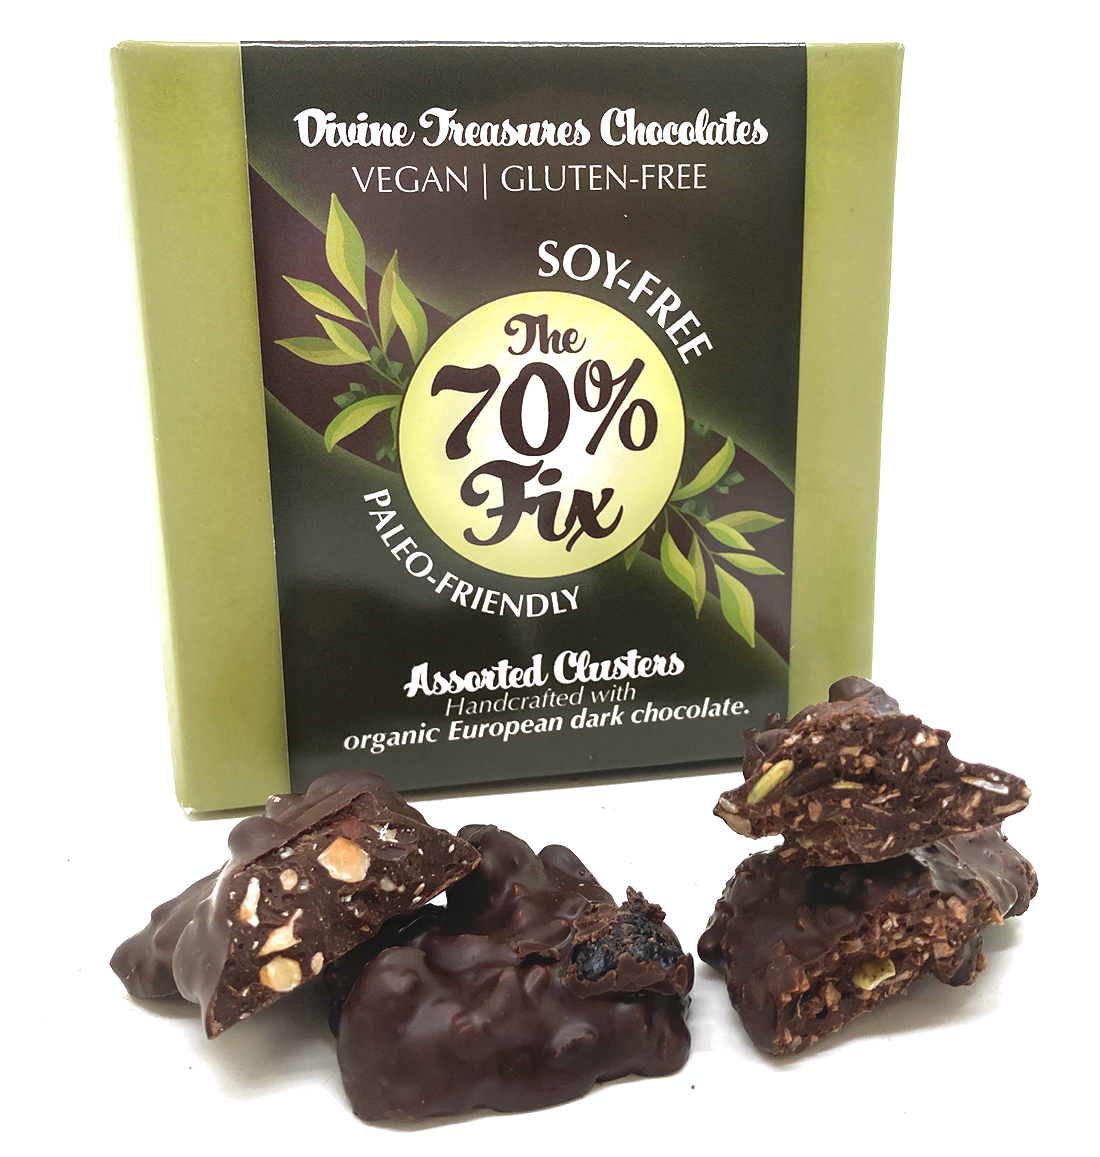 Divine Treasures Chocolates
VEGAN | GLUTEN-FREE
SOY-FREE
The
70%
Fix
PALEO-FRIENDLY
Assorted Clusters
Handcrafted with
organic European dark chocolate.